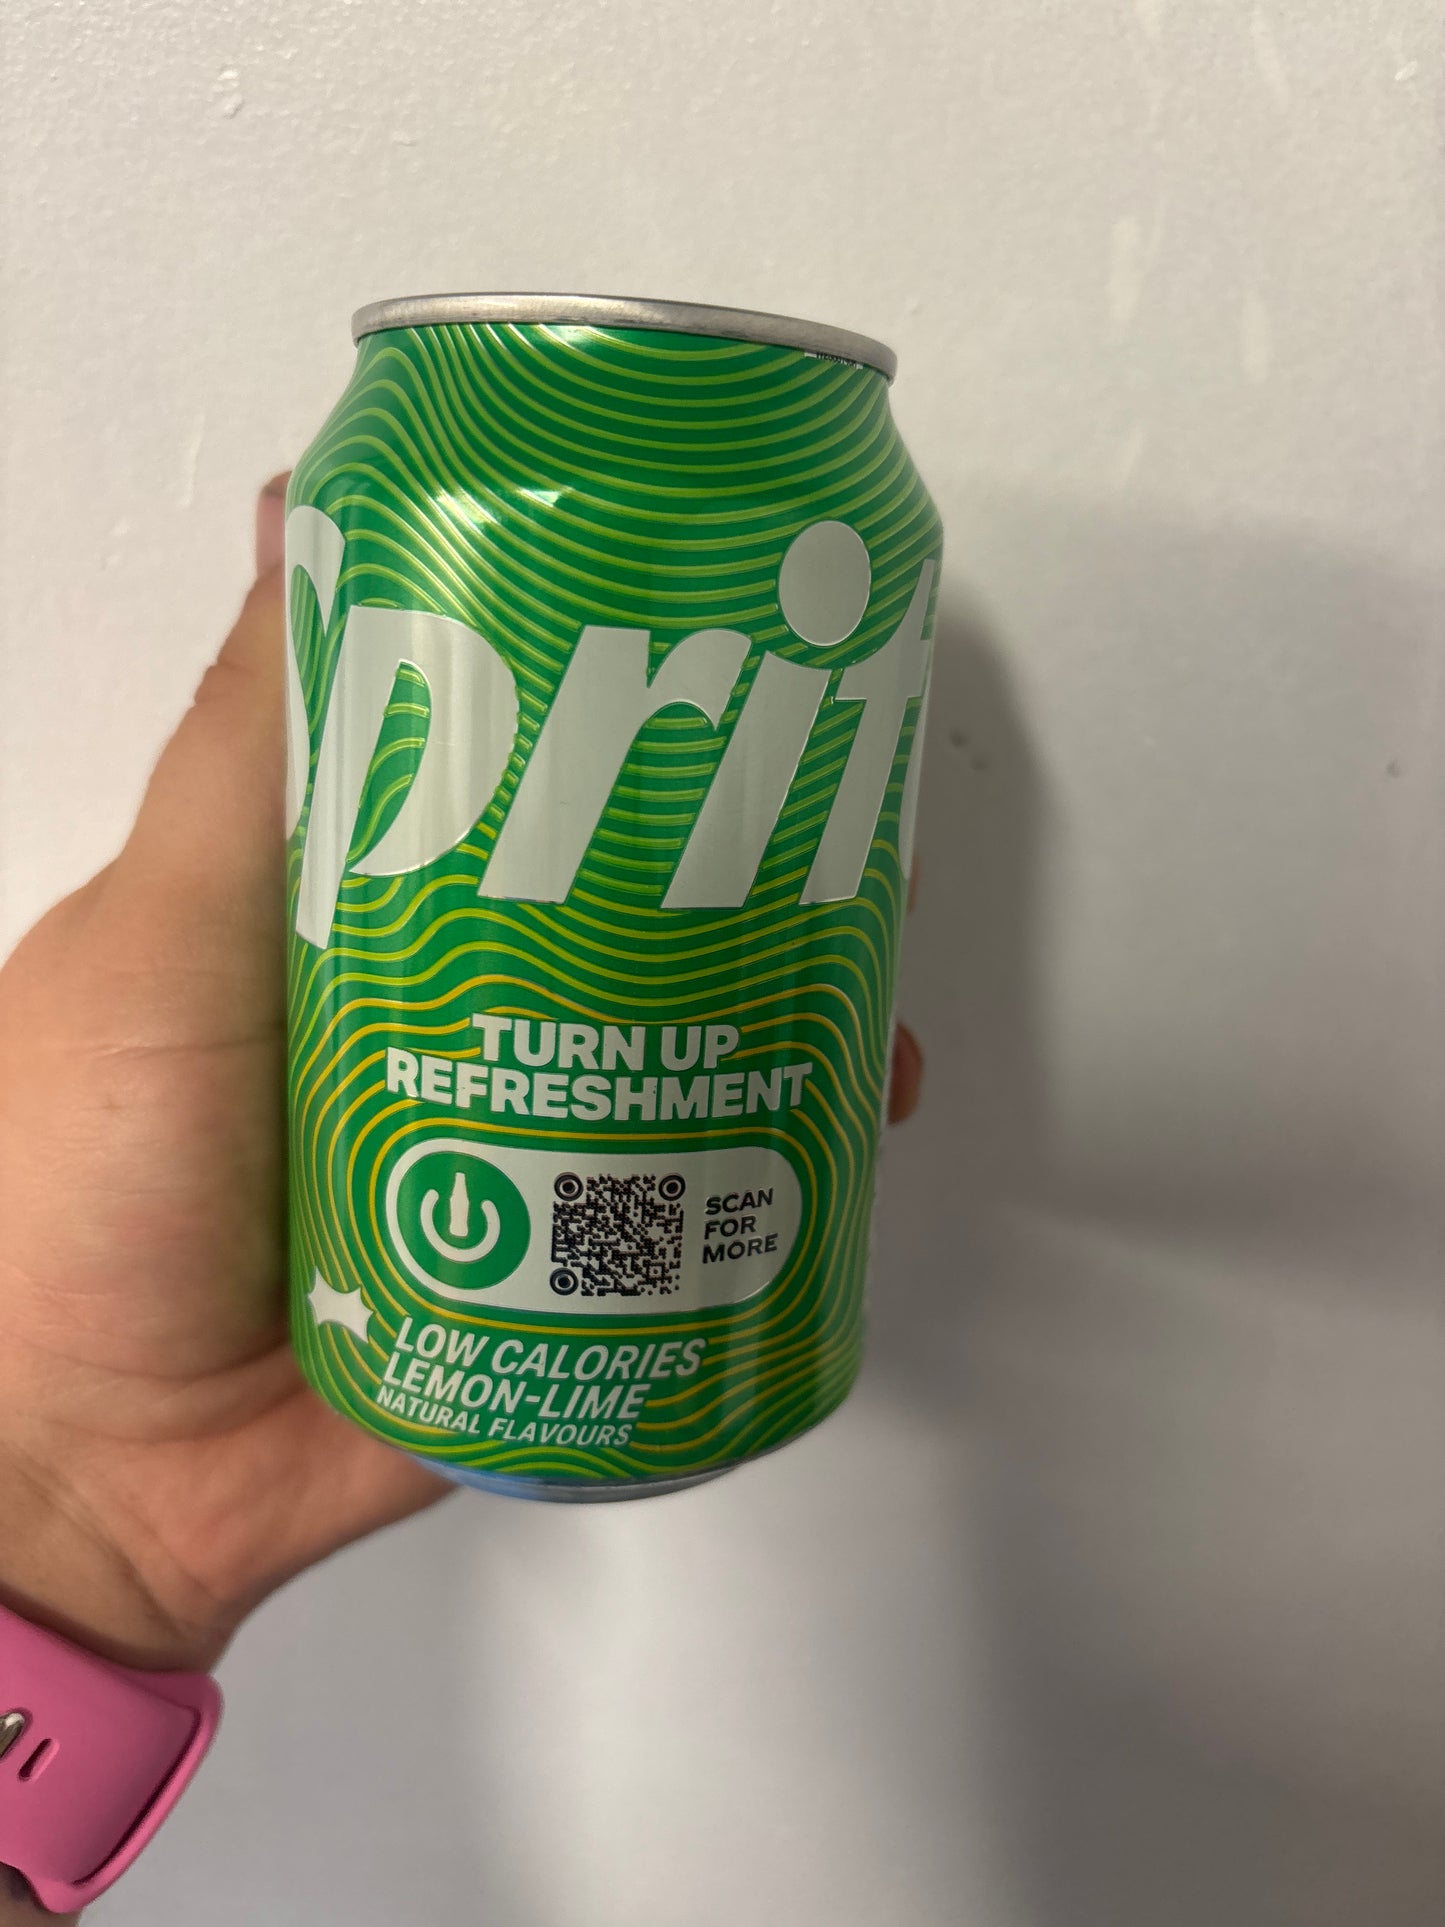 Sprit
TURN UP
REFRESHMENT
SCAN
FOR
MORE
LOW CALORIES
LEMON-LIME
NATURAL FLAVOURS